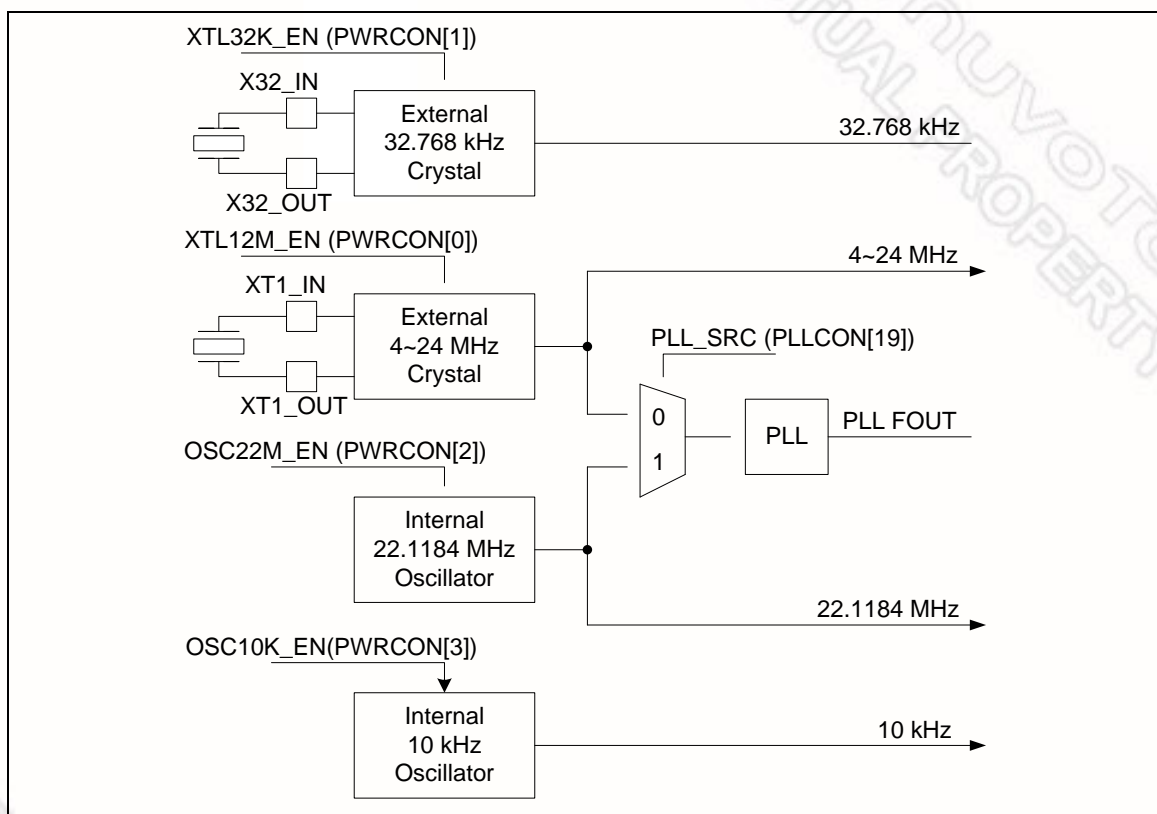 XTL32K_EN (PWRCON[1])
X32_IN
External
32.768 kHz
Crystal
32.768 kHz
X32_OUT
XTL12M_EN (PWRCON[0])
XT1_IN
External
4~24 MHz
Crystal
4~24 MHz
XT1_OUT
PLL_SRC (PLLCON[19])
0
1
PLL
PLL FOUT
OSC22M_EN (PWRCON[2])
Internal
22.1184 MHz
Oscillator
22.1184 MHz
OSC10K_EN(PWRCON[3])
Internal
10 kHz
Oscillator
10 kHz